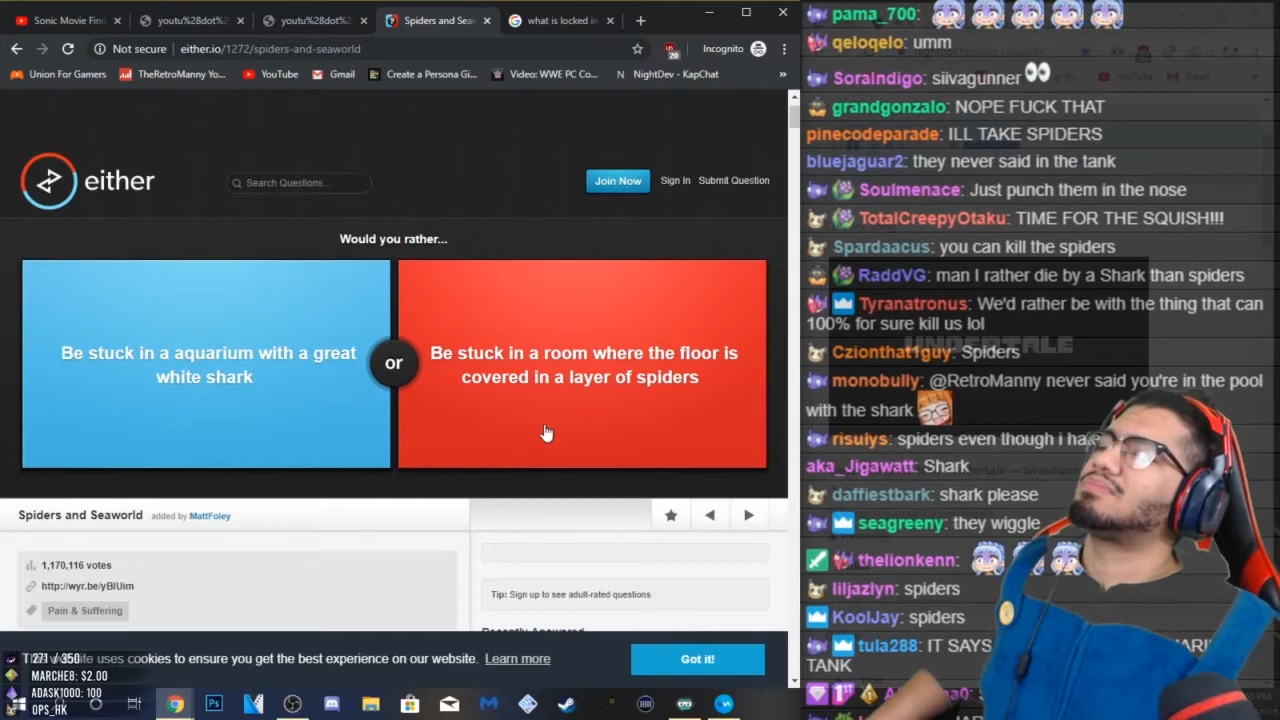 Sonic Movie Find
youtu%28dot%
youtu%28dot%
Spiders and Sea
what is locked in
Not secure
either.io/1272/spiders-and-seaworld
Incognito
Union For Gamers
TheRetroManny Yo...
YouTube
Gmail
Create a Persona Gi...
Video: WWE PC Co...
NightDev - KapChat
either
Search Questions...
Join Now
Sign In
Submit Question
Would you rather...
Be stuck in a aquarium with a great
white shark
or
Be stuck in a room where the floor is
covered in a layer of spiders
Spiders and Seaworld added by MattFoley
1,170,116 votes
http://wyr.be/yBIUim
Pain & Suffering
Tip: Sign up to see adult-rated questions.
Recently Answered
website uses cookies to ensure you get the best experience on our website. Learn more
Got it!
271 / 350
MARCHE8: $2.00
ADASK1000: 100
OPS_HK
pama_700:
qeloqelo: umm
SoraIndigo: siivagunner
grandgonzalo: NOPE FUCK THAT
pinecodeparade: ILL TAKE SPIDERS
bluejaguar2: they never said in the tank
Soulmenace: Just punch them in the nose
TotalCreepyOtaku: TIME FOR THE SQUISH!!!
Spardaacus: you can kill the spiders
RaddVG: man I rather die by a Shark than spiders
Tyranatronus: We'd rather be with the thing that can
100% for sure kill us lol
UNDERTALE
Czionthat1guy: Spiders
monobully: @RetroManny never said you're in the pool
with the shark
risulys: spiders even though i ha
aka_Jigawatt: Shark
daffiestbark: shark please
seagreeny: they wiggle
thelionkenn:
liljazlyn: spiders
KoolJay: spiders
tula288: IT SAYS
TANK